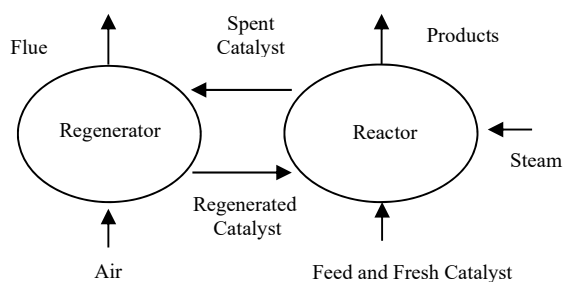 Flue
Spent
Catalyst
Products
Regenerator
Reactor
Steam
Regenerated
Catalyst
Air
Feed and Fresh Catalyst